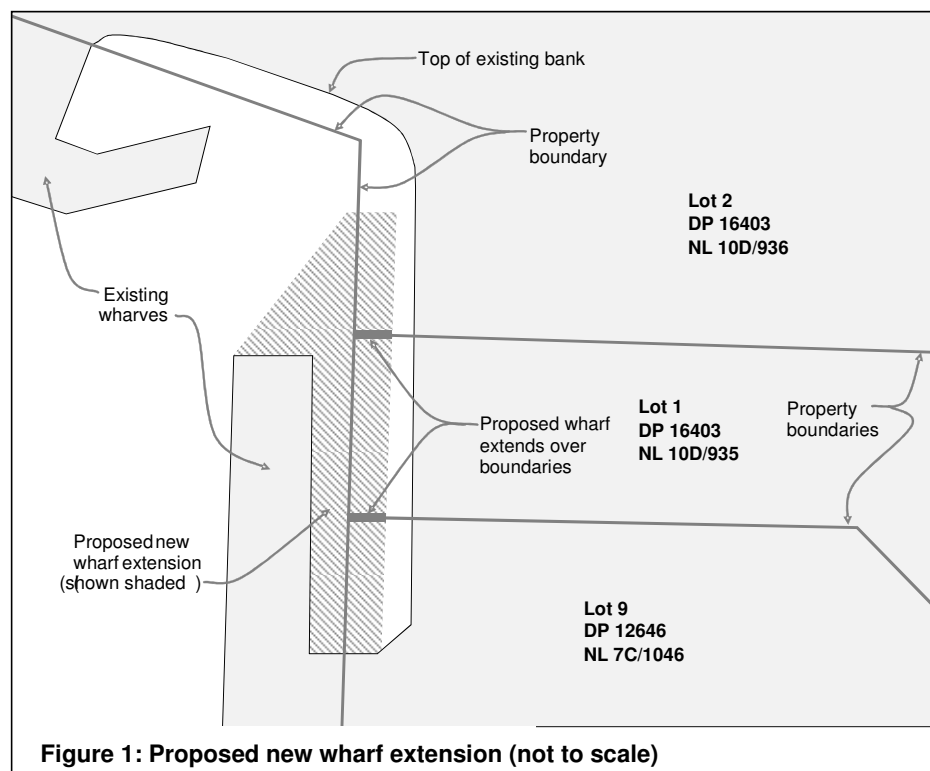 Top of existing bank
Property
boundary
Lot 2
DP 16403
NL 10D/936
Existing
wharves
Proposed wharf
extends over
boundaries
Lot 1
DP 16403
NL 10D/935
Property
boundaries
Proposed new
wharf extension
(shown shaded )
Lot 9
DP 12646
NL 7C/1046
Figure 1: Proposed new wharf extension (not to scale)